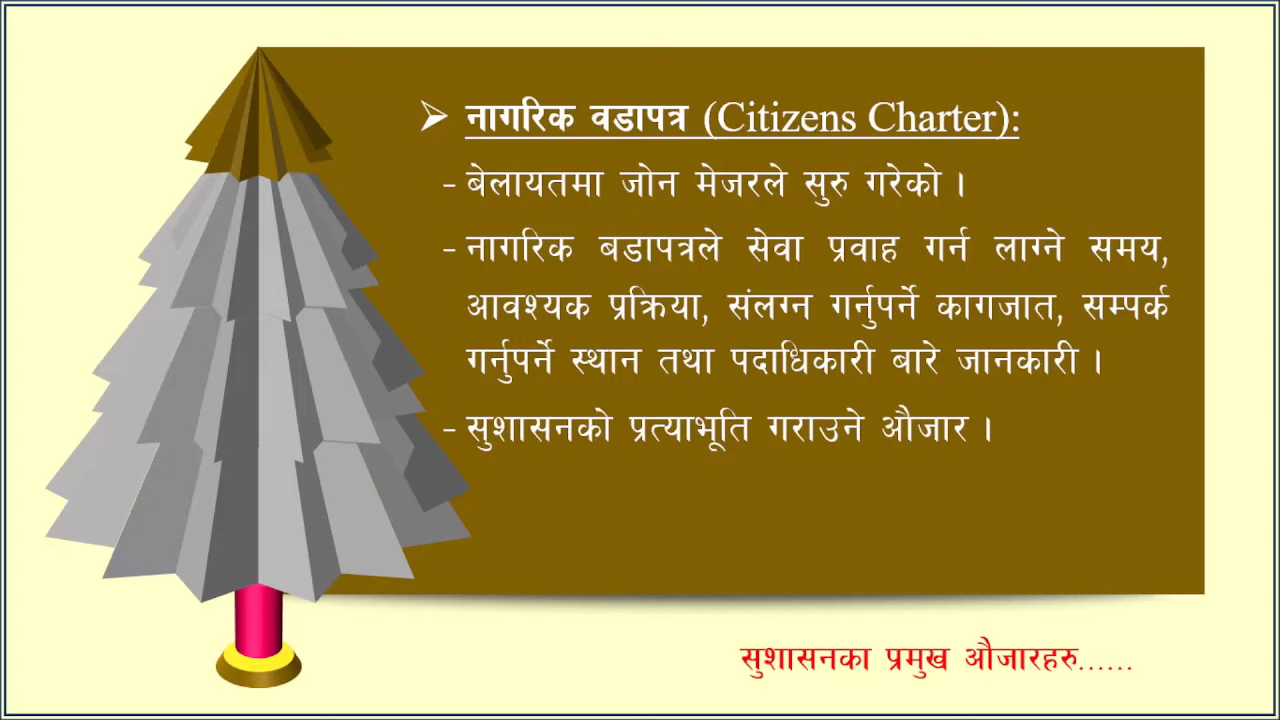 ➢ नागरिक वडापत्र (Citizens Charter):
- बेलायतमा जोन मेजरले सुरु गरेको ।
- नागरिक बडापत्रले सेवा प्रवाह गर्न लाग्ने समय,
आवश्यक प्रक्रिया, संलग्न गर्नुपर्ने कागजात, सम्पर्क
गर्नुपर्ने स्थान तथा पदाधिकारी बारे जानकारी ।
- सुशासनको प्रत्याभूति गराउने औजार ।
सुशासनका प्रमुख औजारहरु......